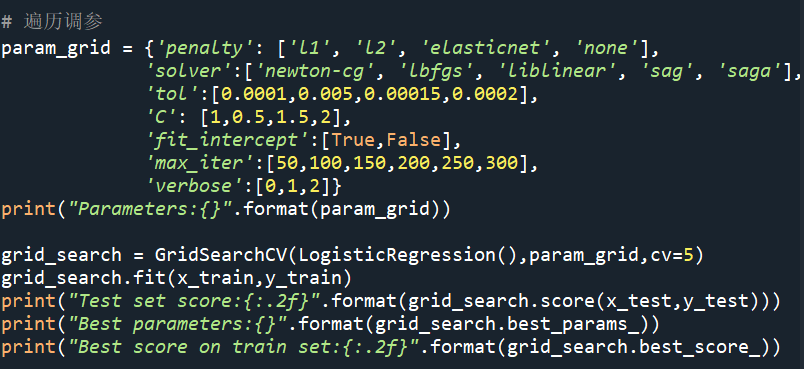 # 遍历调参
param_grid = {'penalty': ['l1', 'l2', 'elasticnet', 'none'],
'solver':['newton-cg', 'lbfgs', 'liblinear', 'sag', 'saga'],
'tol':[0.0001,0.005,0.00015,0.0002],
'C': [1,0.5,1.5,2],
'fit_intercept':[True,False],
'max_iter':[50,100,150,200,250,300],
'verbose':[0,1,2]}
print("Parameters:{}".format(param_grid))
grid_search = GridSearchCV(LogisticRegression(),param_grid,cv=5)
grid_search.fit(x_train,y_train)
print("Test set score:{:.2f}".format(grid_search.score(x_test,y_test)))
print("Best parameters:{}".format(grid_search.best_params_))
print("Best score on train set:{:.2f}".format(grid_search.best_score_))